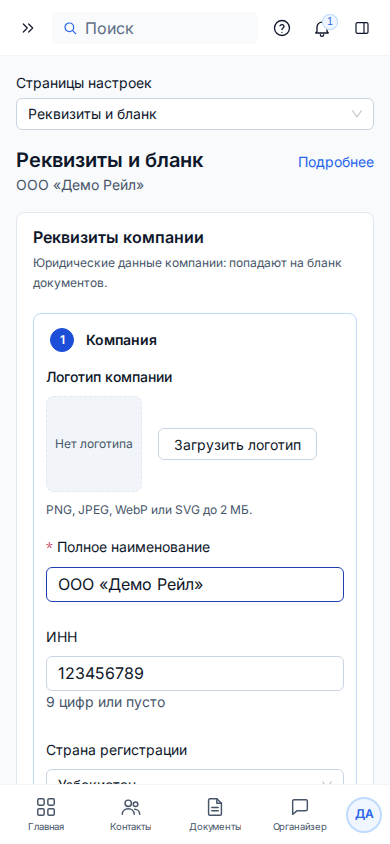 Поиск
1
Страницы настроек
Реквизиты и бланк
Реквизиты и бланк
Подробнее
ООО «Демо Рейл»
Реквизиты компании
Юридические данные компании: попадают на бланк
документов.
1 Компания
Логотип компании
Нет логотипа
Загрузить логотип
PNG, JPEG, WebP или SVG до 2 МБ.
* Полное наименование
ООО «Демо Рейл»
ИНН
123456789
9 цифр или пусто
Страна регистрации
Узбекистан
Главная
Контакты
Документы
Органайзер
ДА